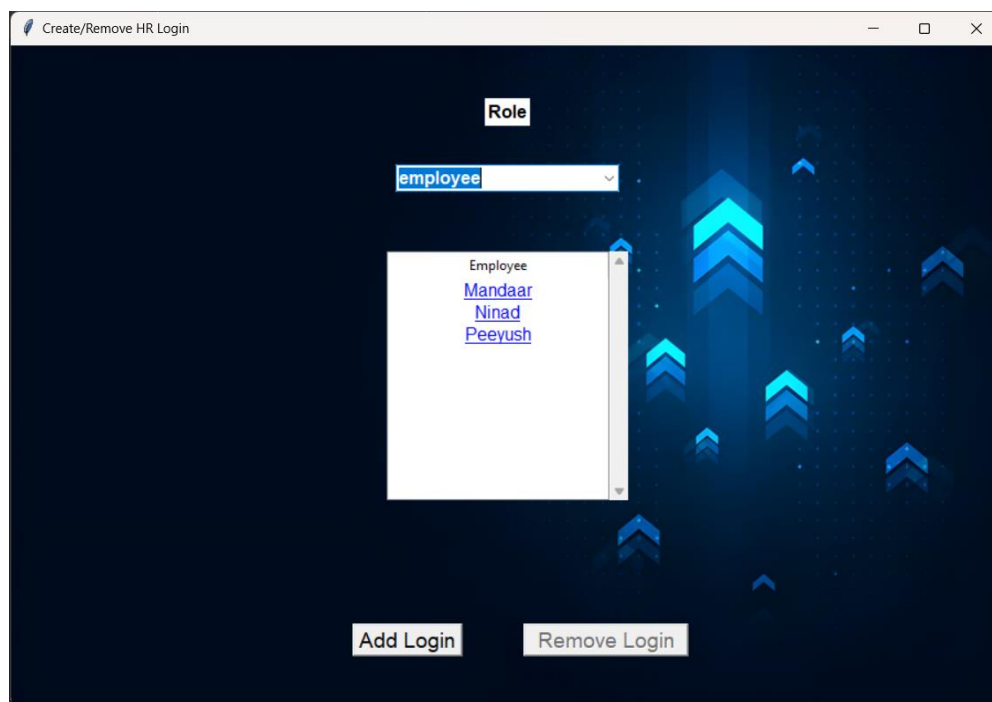 Create/Remove HR Login
Role
employee
Employee
Mandaar
Ninad
Peeyush
Add Login
Remove Login